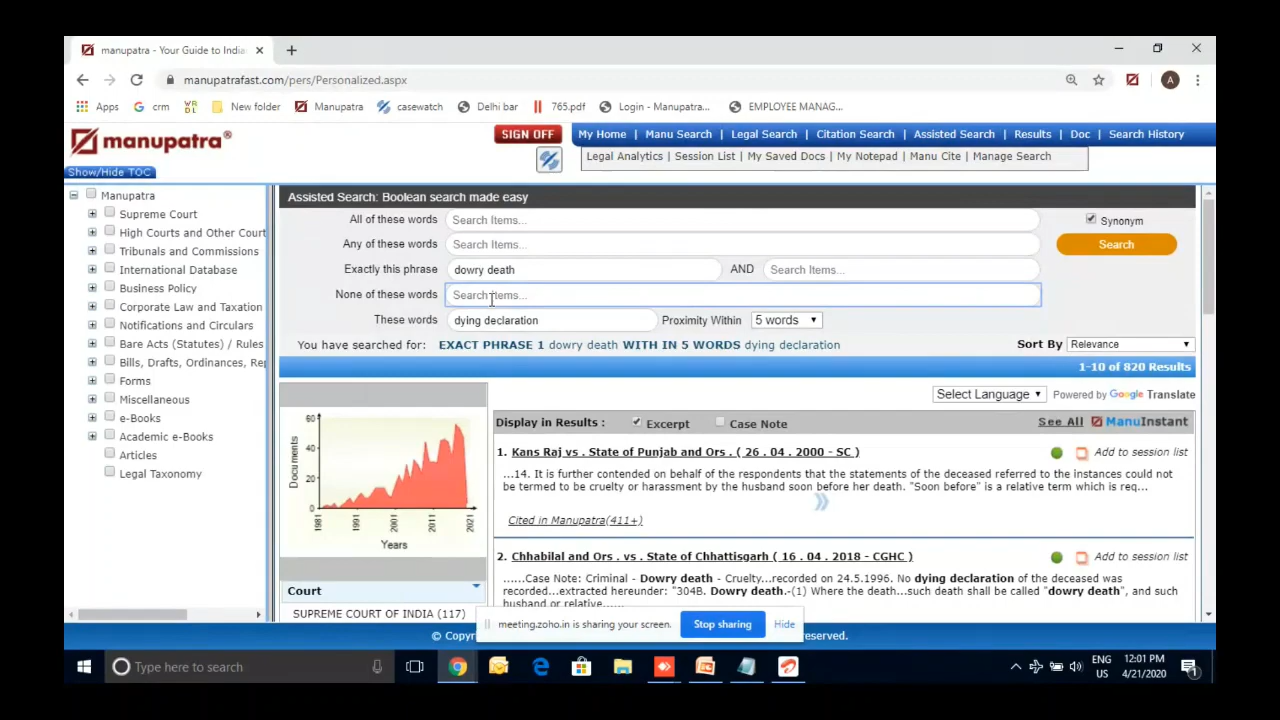 manupatra - Your Guide to India
manupatrafast.com/pers/Personalized.aspx
Apps crm New folder Manupatra casewatch Delhi bar 765.pdf Login - Manupatra... EMPLOYEE MANAG...
manupatra®
SIGN OFF
My Home | Manu Search | Legal Search | Citation Search | Assisted Search | Results | Doc | Search History
Legal Analytics | Session List | My Saved Docs | My Notepad | Manu Cite | Manage Search
Show/Hide TOC
Manupatra
Supreme Court
High Courts and Other Court
Tribunals and Commissions
International Database
Business Policy
Corporate Law and Taxation
Notifications and Circulars
Bare Acts (Statutes) / Rules
Bills, Drafts, Ordinances, Rep
Forms
Miscellaneous
e-Books
Academic e-Books
Articles
Legal Taxonomy
Assisted Search: Boolean search made easy
All of these words Search Items... Synonym
Any of these words Search Items... Search
Exactly this phrase dowry death AND Search Items...
None of these words Search Items...
These words dying declaration Proximity Within 5 words
You have searched for: EXACT PHRASE 1 dowry death WITH IN 5 WORDS dying declaration Sort By Relevance
1-10 of 820 Results
Select Language Powered by Google Translate
Display in Results : Excerpt Case Note See All ManuInstant
60
40
20
0
Documents
1981 1991 2001 2011 2021
Years
Court
SUPREME COURT OF INDIA (117)
1. Kans Raj vs . State of Punjab and Ors . ( 26 . 04 . 2000 - SC ) Add to session list
...14. It is further contended on behalf of the respondents that the statements of the deceased referred to the instances could not
be termed to be cruelty or harassment by the husband soon before her death. "Soon before" is a relative term which is req...
Cited in Manupatra(411+)
2. Chhabilal and Ors . vs . State of Chhattisgarh ( 16 . 04 . 2018 - CGHC ) Add to session list
......Case Note: Criminal - Dowry death - Cruelty...recorded on 24.5.1996. No dying declaration of the deceased was
recorded...extracted hereunder: "304B. Dowry death.-(1) Where the death...such death shall be called "dowry death", and such
husband or relative......
meeting.zoho.in is sharing your screen. Stop sharing Hide
© Copyr
reserved.
Type here to search
ENG
US
12:01 PM
4/21/2020
1
A